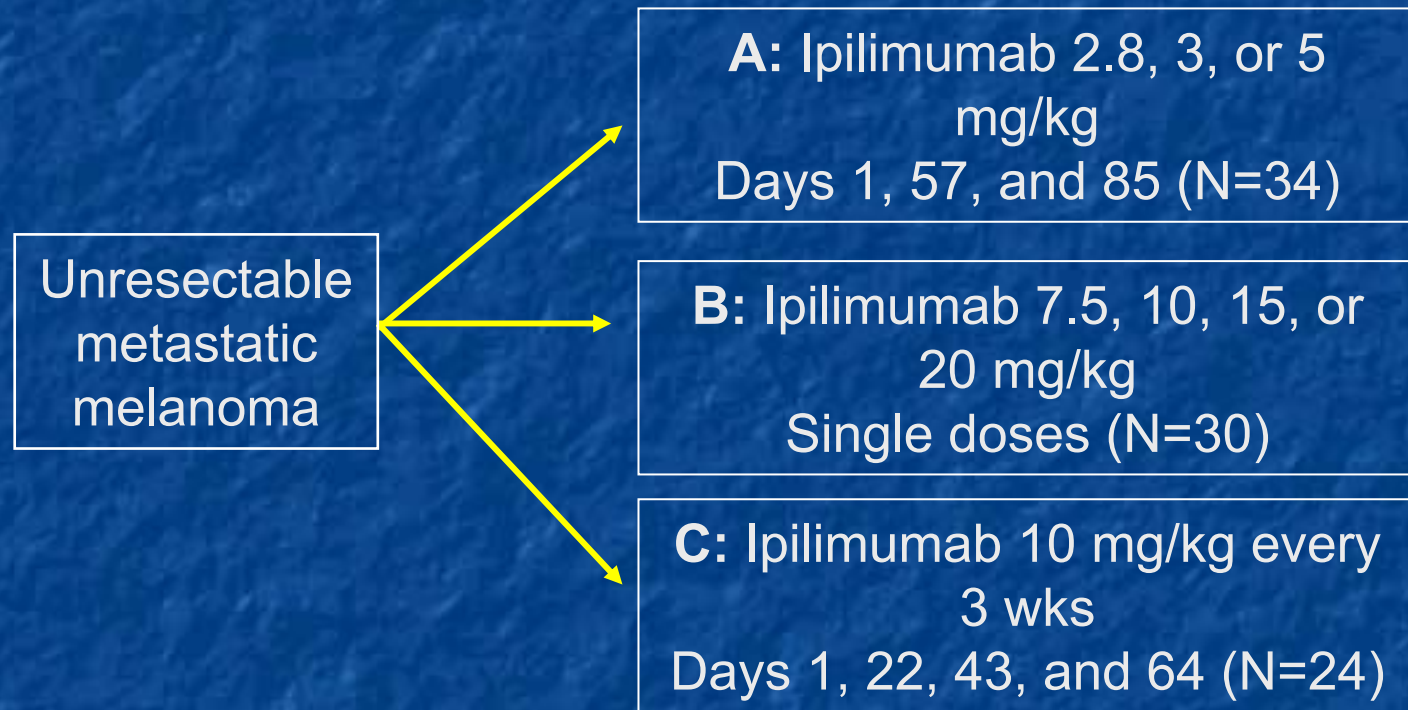 Unresectable
metastatic
melanoma
A: Ipilimumab 2.8, 3, or 5
mg/kg
Days 1, 57, and 85 (N=34)
B: Ipilimumab 7.5, 10, 15, or
20 mg/kg
Single doses (N=30)
C: Ipilimumab 10 mg/kg every
3 wks
Days 1, 22, 43, and 64 (N=24)